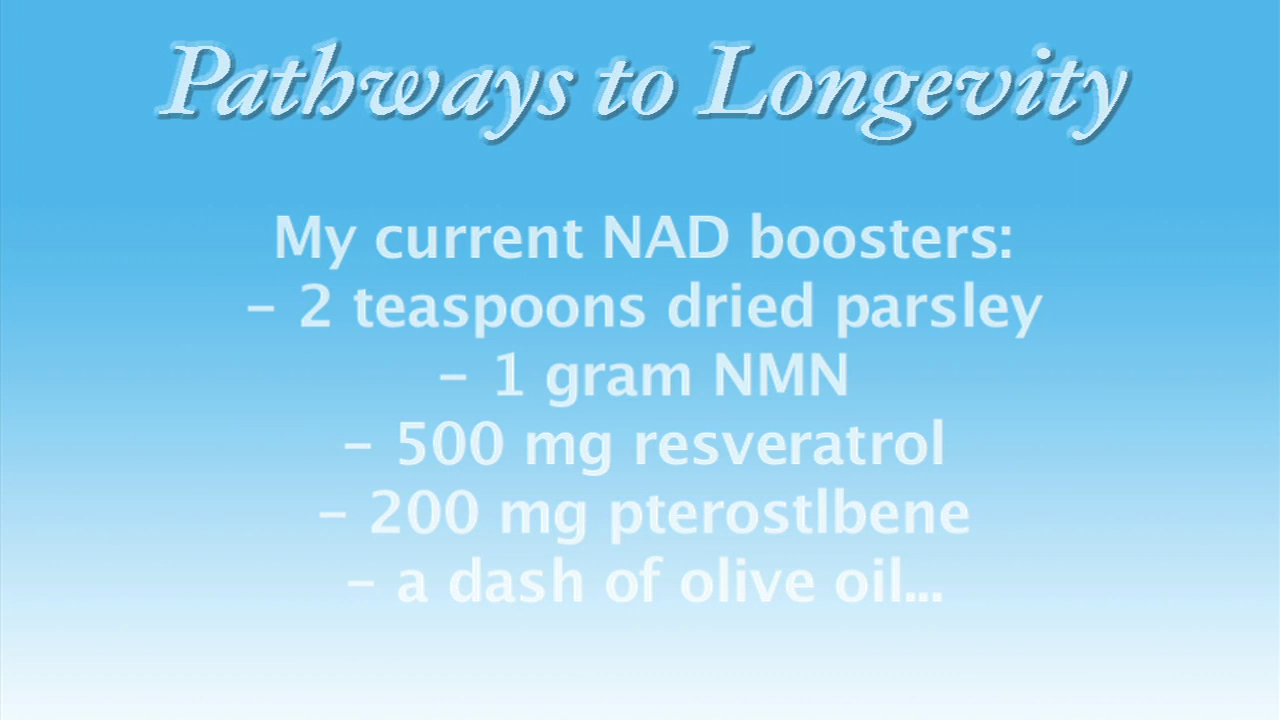 Pathways to Longevity
My current NAD boosters:
- 2 teaspoons dried parsley
- 1 gram NMN
- 500 mg resveratrol
- 200 mg pterostlbene
- a dash of olive oil...